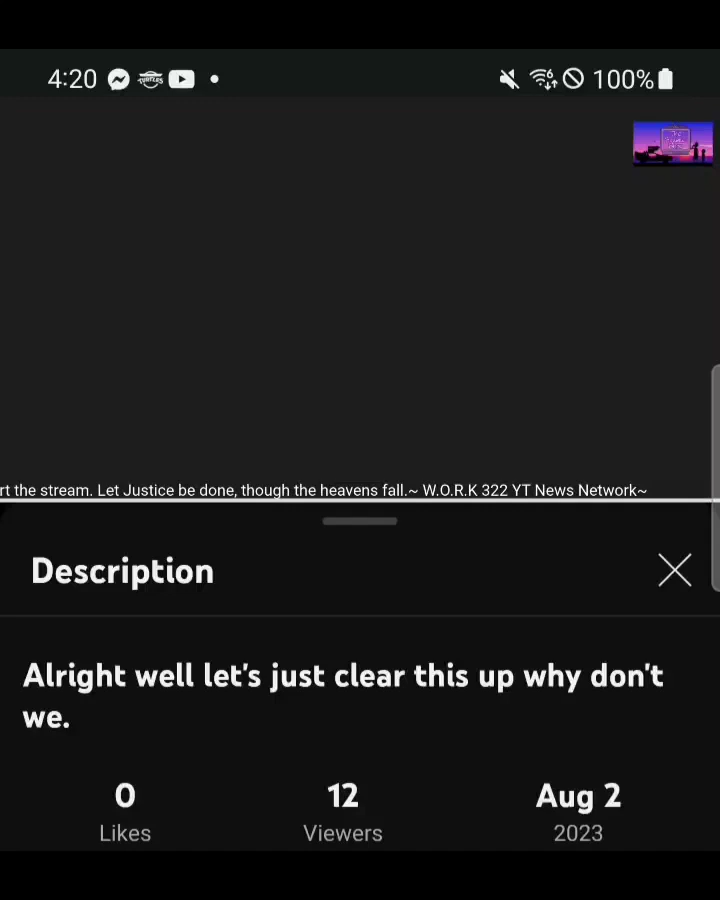 4:20 100%
rt the stream. Let Justice be done, though the heavens fall.~ W.O.R.K 322 YT News Network~
Description
Alright well let's just clear this up why don't
we.
0 12 Aug 2
Likes Viewers 2023